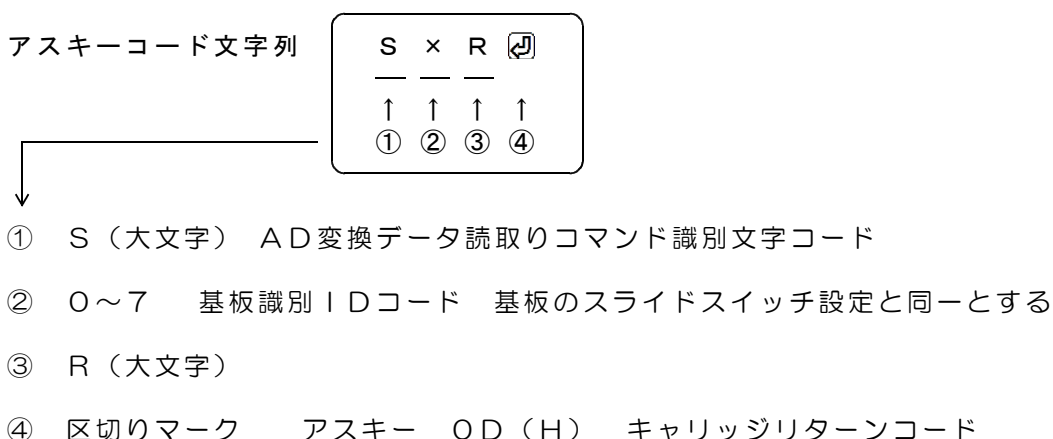 アスキーコード文字列
S × R ⏎
↑ ↑ ↑ ↑
① ② ③ ④
① S（大文字） AD変換データ読取りコマンド識別文字コード
② 0～7 基板識別IDコード 基板のスライドスイッチ設定と同一とする
③ R（大文字）
④ 区切りマーク アスキー 0D（H） キャリッジリターンコード